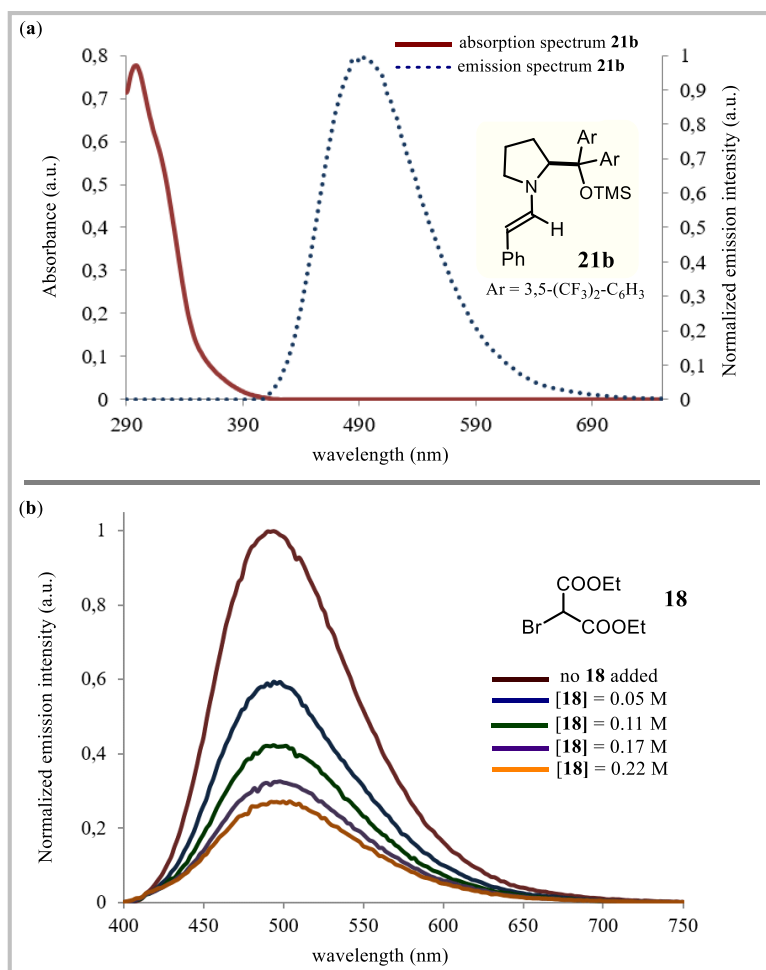 (a)
absorption spectrum 21b
emission spectrum 21b
0,8
0,7
0,6
0,5
0,4
0,3
0,2
0,1
0
Absorbance (a.u.)
1
0,9
0,8
0,7
0,6
0,5
0,4
0,3
0,2
0,1
0
Normalized emission intensity (a.u.)
Ar
Ar
N
OTMS
H
Ph
21b
Ar = 3,5-(CF3)2-C6H3
290
390
490
590
690
wavelength (nm)
(b)
1
0,8
0,6
0,4
0,2
0
Normalized emission intensity (a.u.)
COOEt
18
Br
COOEt
no 18 added
[18] = 0.05 M
[18] = 0.11 M
[18] = 0.17 M
[18] = 0.22 M
400
450
500
550
600
650
700
750
wavelength (nm)